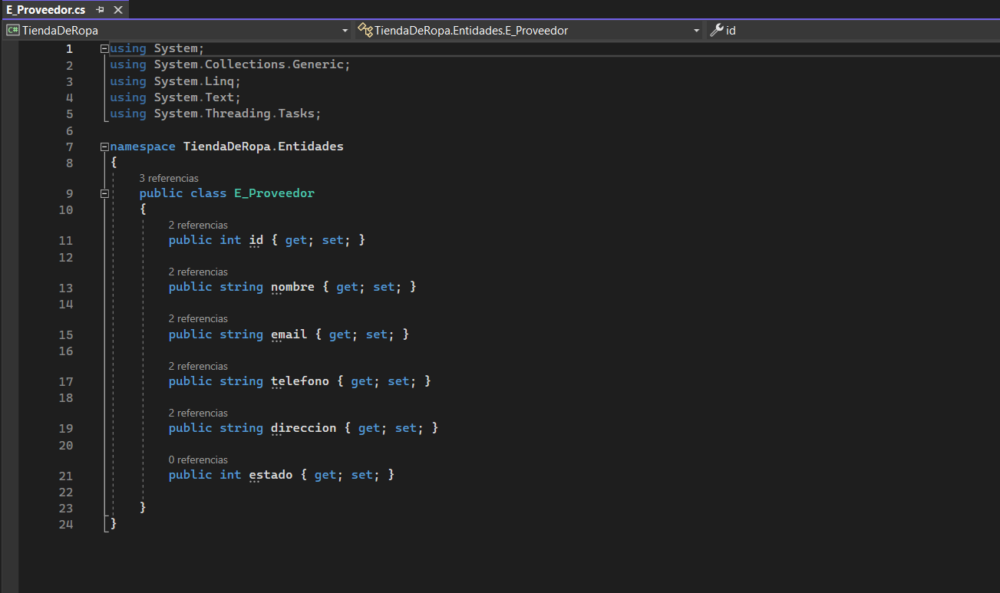 E_Proveedor.cs
C# TiendaDeRopa TiendaDeRopa.Entidades.E_Proveedor id
1 using System;
2 using System.Collections.Generic;
3 using System.Linq;
4 using System.Text;
5 using System.Threading.Tasks;
6
7 namespace TiendaDeRopa.Entidades
8 {
3 referencias
9 public class E_Proveedor
10 {
2 referencias
11 public int id { get; set; }
12
2 referencias
13 public string nombre { get; set; }
14
2 referencias
15 public string email { get; set; }
16
2 referencias
17 public string telefono { get; set; }
18
2 referencias
19 public string direccion { get; set; }
20
0 referencias
21 public int estado { get; set; }
22
23 }
24 }